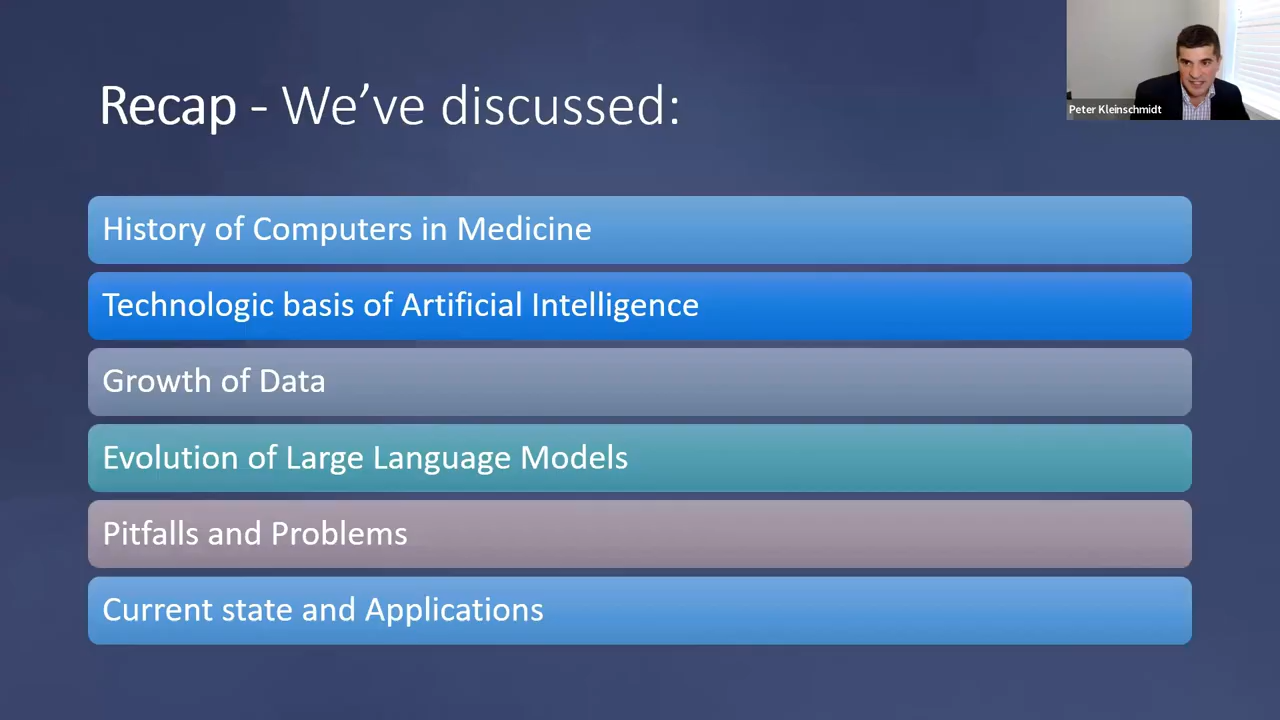 Peter Kleinschmidt
Recap - We've discussed:
History of Computers in Medicine
Technologic basis of Artificial Intelligence
Growth of Data
Evolution of Large Language Models
Pitfalls and Problems
Current state and Applications